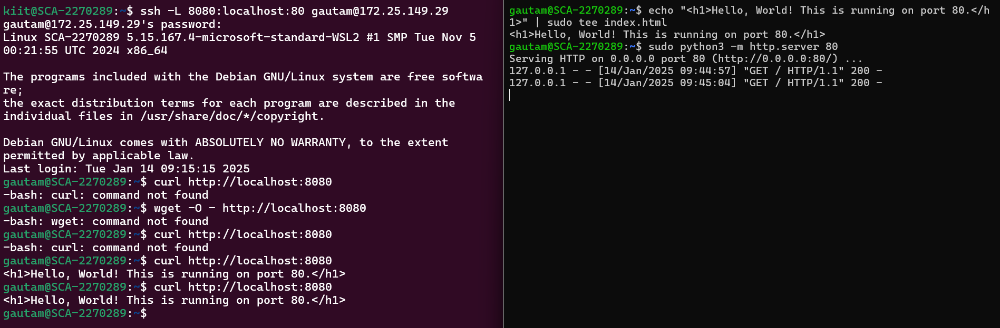 kiit@SCA-2270289:~$ ssh -L 8080:localhost:80 gautam@172.25.149.29
gautam@172.25.149.29's password:
Linux SCA-2270289 5.15.167.4-microsoft-standard-WSL2 #1 SMP Tue Nov 5
00:21:55 UTC 2024 x86_64
The programs included with the Debian GNU/Linux system are free softwa
re;
the exact distribution terms for each program are described in the
individual files in /usr/share/doc/*/copyright.
Debian GNU/Linux comes with ABSOLUTELY NO WARRANTY, to the extent
permitted by applicable law.
Last login: Tue Jan 14 09:15:15 2025
gautam@SCA-2270289:~$ curl http://localhost:8080
-bash: curl: command not found
gautam@SCA-2270289:~$ wget -O - http://localhost:8080
-bash: wget: command not found
gautam@SCA-2270289:~$ curl http://localhost:8080
-bash: curl: command not found
gautam@SCA-2270289:~$ curl http://localhost:8080
<h1>Hello, World! This is running on port 80.</h1>
gautam@SCA-2270289:~$ curl http://localhost:8080
<h1>Hello, World! This is running on port 80.</h1>
gautam@SCA-2270289:~$
gautam@SCA-2270289:~$ echo "<h1>Hello, World! This is running on port 80.</h
1>" | sudo tee index.html
<h1>Hello, World! This is running on port 80.</h1>
gautam@SCA-2270289:~$ sudo python3 -m http.server 80
Serving HTTP on 0.0.0.0 port 80 (http://0.0.0.0:80/) ...
127.0.0.1 - - [14/Jan/2025 09:44:57] "GET / HTTP/1.1" 200 -
127.0.0.1 - - [14/Jan/2025 09:45:04] "GET / HTTP/1.1" 200 -